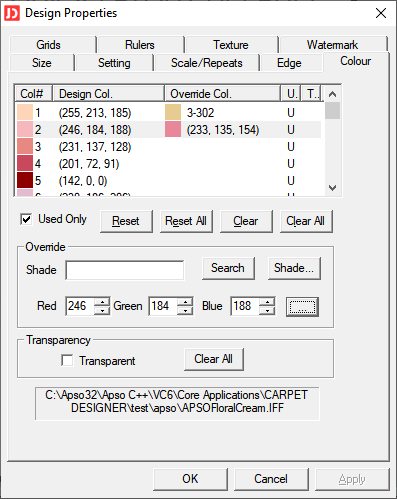 JD Design Properties
Grids Rulers Texture Watermark
Size Setting Scale/Repeats Edge Colour
Col# Design Col. Override Col. U. T..
1 (255, 213, 185) 3-302 U
2 (246, 184, 188) (233, 135, 154) U
3 (231, 137, 128) U
4 (201, 72, 91) U
5 (142, 0, 0) U
Used Only Reset Reset All Clear Clear All
Override
Shade Search Shade...
Red 246 Green 184 Blue 188 ...
Transparency
Transparent Clear All
C:\Apso32\Apso C++\VC6\Core Applications\CARPET
DESIGNER\test\apso\APSOFloralCream.IFF
OK Cancel Apply